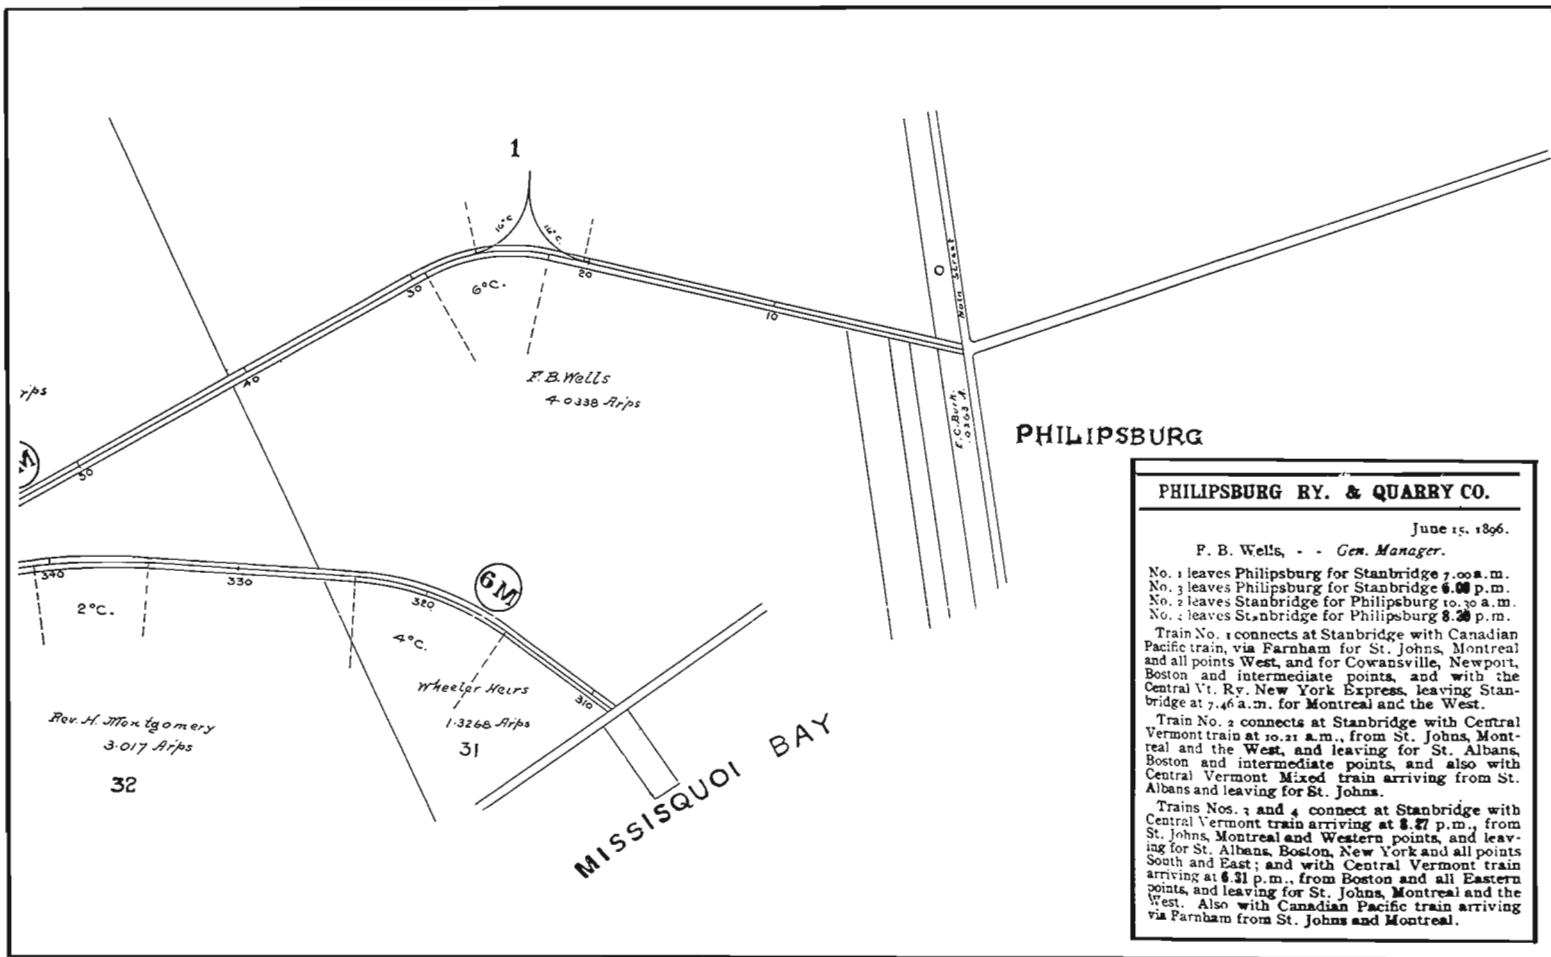 1
16°C
16°C.
6°C.
30
20
10
40
50
Main Street
F.B. Wells
4.0338 Arps
E.C. Burk.
.0363 A.
PHILIPSBURG
6M
340
330
320
310
2°C.
4°C.
Wheeler Heirs
1.3268 Arps
31
Rev. H. Montgomery
3.017 Arps
32
MISSISQUOI BAY
PHILIPSBURG RY. & QUARRY CO.
June 15, 1896.
F. B. Wells, - - Gen. Manager.
No. 1 leaves Philipsburg for Stanbridge 7.00 a.m.
No. 3 leaves Philipsburg for Stanbridge 6.00 p.m.
No. 2 leaves Stanbridge for Philipsburg 10.30 a.m.
No. 4 leaves Stanbridge for Philipsburg 8.30 p.m.
Train No. 1 connects at Stanbridge with Canadian
Pacific train, via Farnham for St. Johns, Montreal
and all points West, and for Cowansville, Newport,
Boston and intermediate points, and with the
Central Vt. Ry. New York Express, leaving Stan-
bridge at 7.46 a.m. for Montreal and the West.
Train No. 2 connects at Stanbridge with Central
Vermont train at 10.21 a.m., from St. Johns, Mont-
real and the West, and leaving for St. Albans,
Boston and intermediate points, and also with
Central Vermont Mixed train arriving from St.
Albans and leaving for St. Johns.
Trains Nos. 3 and 4 connect at Stanbridge with
Central Vermont train arriving at 8.27 p.m., from
St. Johns, Montreal and Western points, and leav-
ing for St. Albans, Boston, New York and all points
South and East; and with Central Vermont train
arriving at 6.31 p.m., from Boston and all Eastern
points, and leaving for St. Johns, Montreal and the
West. Also with Canadian Pacific train arriving
via Farnham from St. Johns and Montreal.